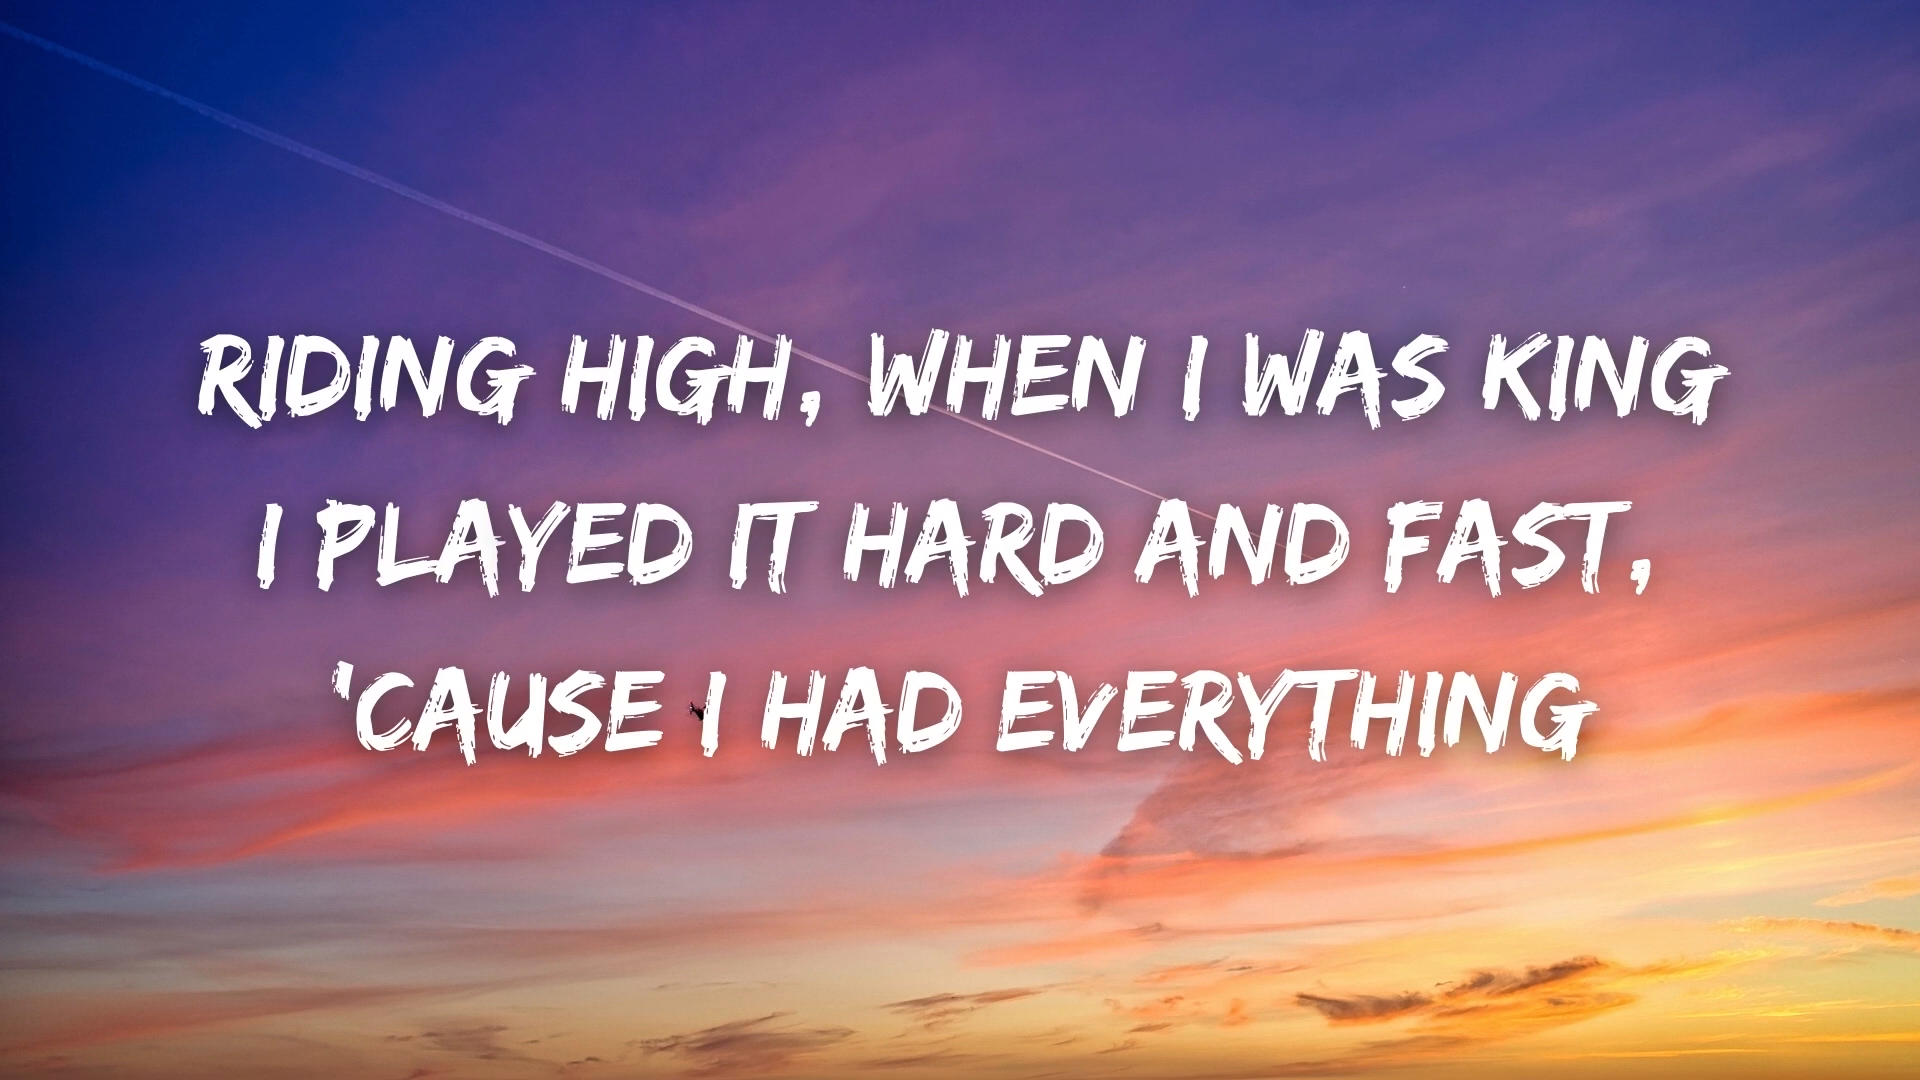 RIDING HIGH, WHEN I WAS KING
I PLAYED IT HARD AND FAST,
'CAUSE I HAD EVERYTHING